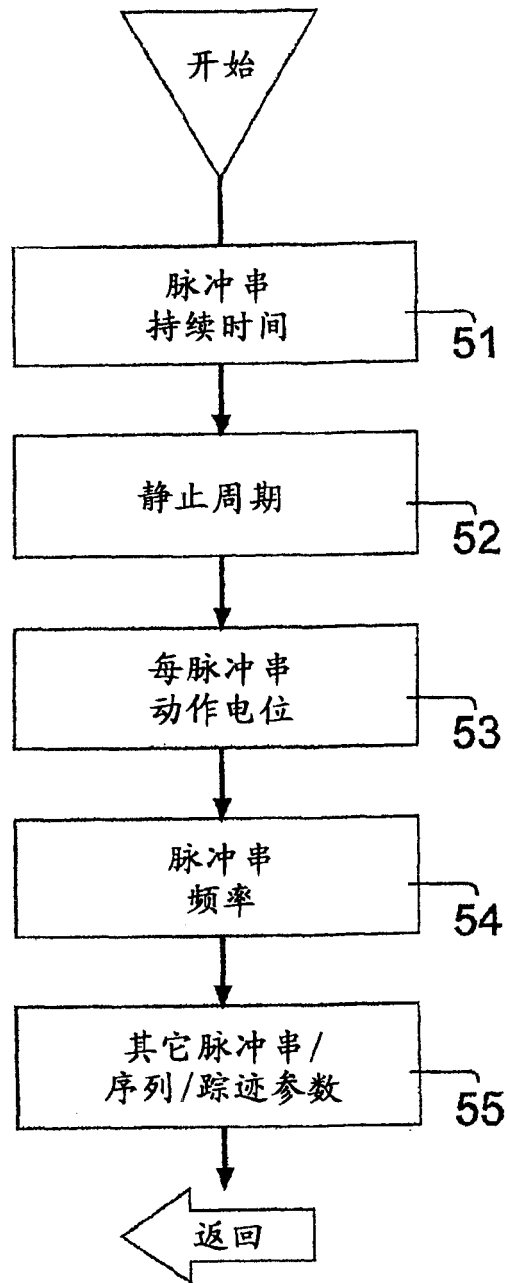 开始
脉冲串
持续时间
51
静止周期
52
每脉冲串
动作电位
53
脉冲串
频率
54
其它脉冲串/
序列/踪迹参数
55
返回